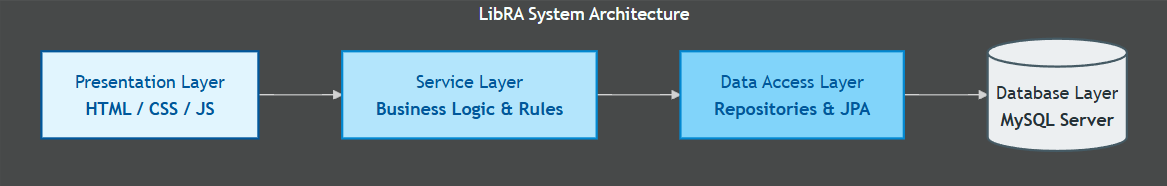 LibRA System Architecture
Presentation Layer
HTML / CSS / JS
Service Layer
Business Logic & Rules
Data Access Layer
Repositories & JPA
Database Layer
MySQL Server